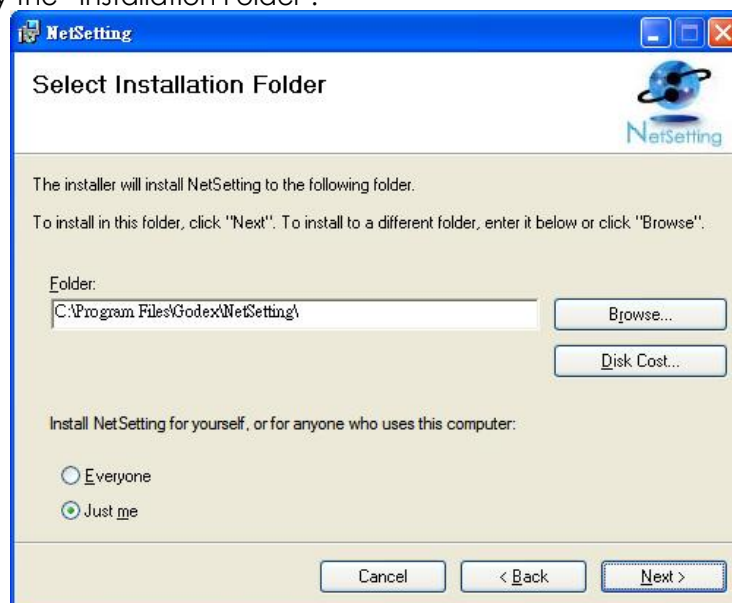 the "Installation Folder".
NetSetting
Select Installation Folder
NetSetting
The installer will install NetSetting to the following folder.
To install in this folder, click "Next". To install to a different folder, enter it below or click "Browse".
Folder:
C:\Program Files\Godex\NetSetting\
Browse...
Disk Cost...
Install NetSetting for yourself, or for anyone who uses this computer:
Everyone
Just me
Cancel
< Back
Next >